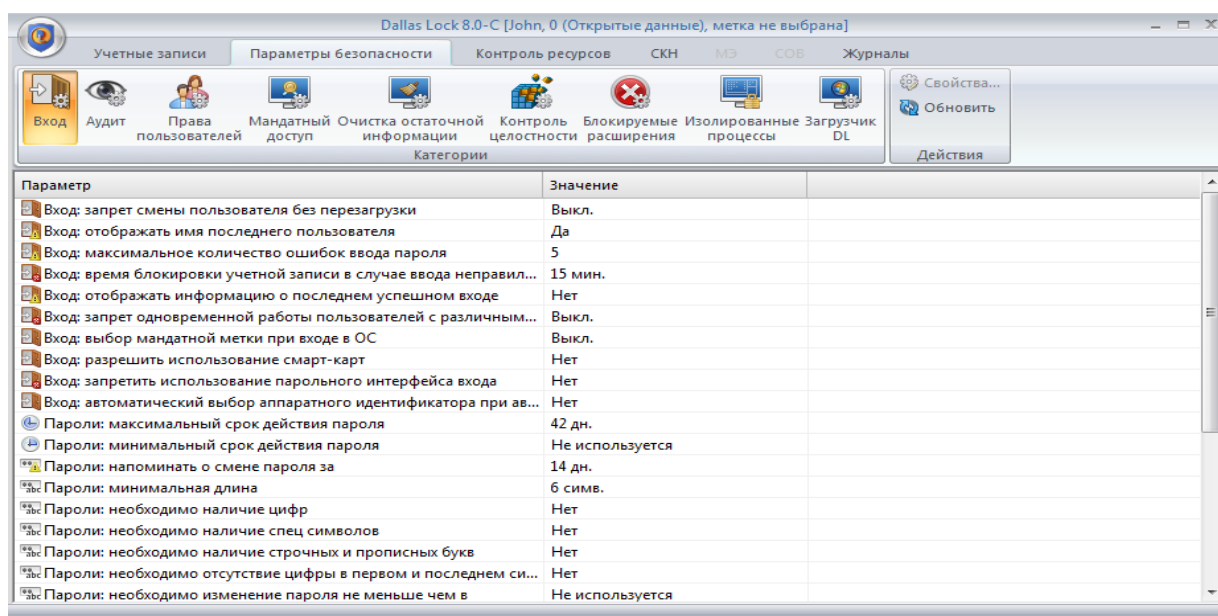 Dallas Lock 8.0-C [John, 0 (Открытые данные), метка не выбрана]
Учетные записи Параметры безопасности Контроль ресурсов СКН МЭ СОВ Журналы
Вход
Аудит
Права пользователей
Мандатный доступ
Очистка остаточной информации
Контроль целостности
Блокируемые расширения
Изолированные процессы
Загрузчик DL
Категории
Свойства...
Обновить
Действия
Параметр Значение
Вход: запрет смены пользователя без перезагрузки Выкл.
Вход: отображать имя последнего пользователя Да
Вход: максимальное количество ошибок ввода пароля 5
Вход: время блокировки учетной записи в случае ввода неправил... 15 мин.
Вход: отображать информацию о последнем успешном входе Нет
Вход: запрет одновременной работы пользователей с различным... Выкл.
Вход: выбор мандатной метки при входе в ОС Выкл.
Вход: разрешить использование смарт-карт Нет
Вход: запретить использование парольного интерфейса входа Нет
Вход: автоматический выбор аппаратного идентификатора при ав... Нет
Пароли: максимальный срок действия пароля 42 дн.
Пароли: минимальный срок действия пароля Не используется
Пароли: напоминать о смене пароля за 14 дн.
Пароли: минимальная длина 6 симв.
Пароли: необходимо наличие цифр Нет
Пароли: необходимо наличие спец символов Нет
Пароли: необходимо наличие строчных и прописных букв Нет
Пароли: необходимо отсутствие цифры в первом и последнем си... Нет
Пароли: необходимо изменение пароля не меньше чем в Не используется